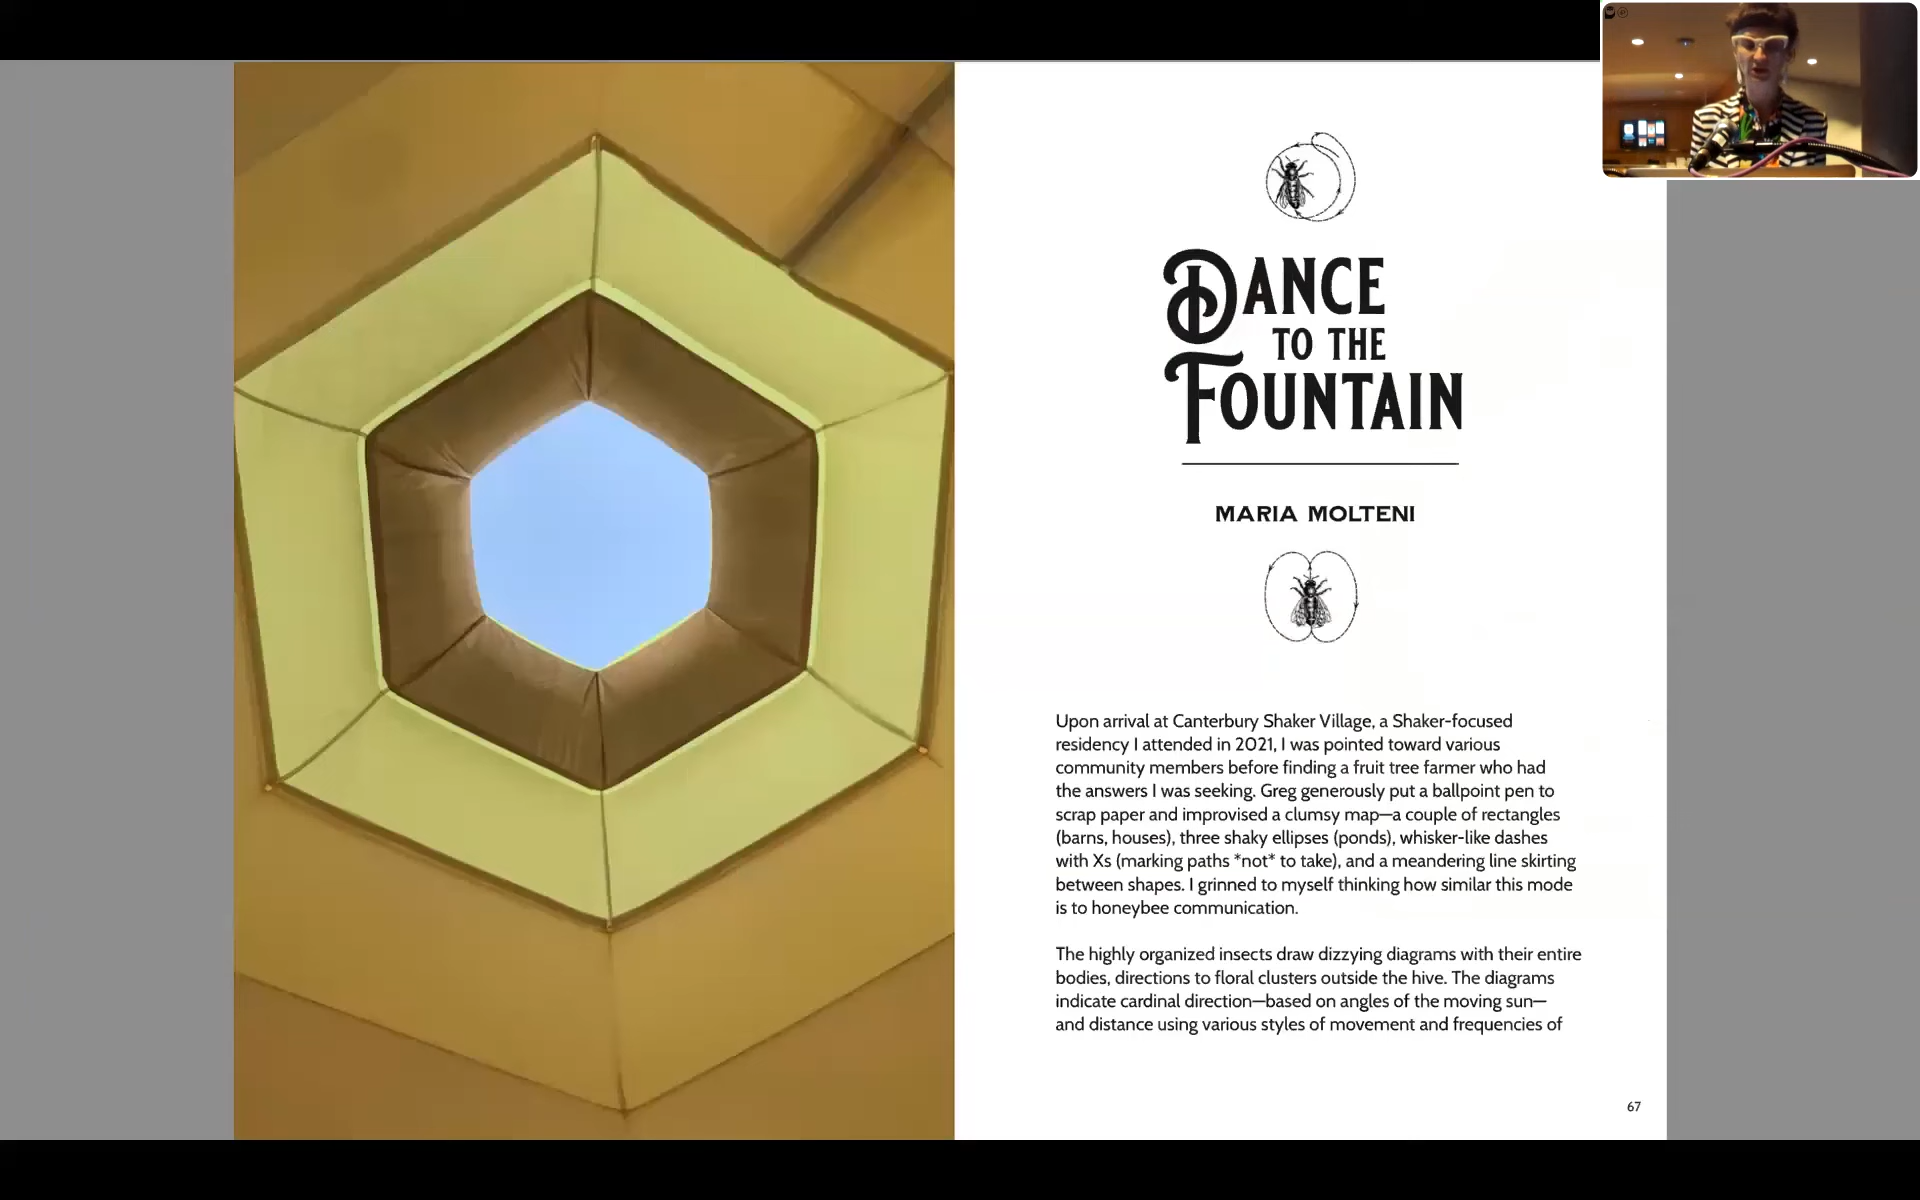 DANCE
TO THE
FOUNTAIN
MARIA MOLTENI
Upon arrival at Canterbury Shaker Village, a Shaker-focused
residency I attended in 2021, I was pointed toward various
community members before finding a fruit tree farmer who had
the answers I was seeking. Greg generously put a ballpoint pen to
scrap paper and improvised a clumsy map—a couple of rectangles
(barns, houses), three shaky ellipses (ponds), whisker-like dashes
with Xs (marking paths *not* to take), and a meandering line skirting
between shapes. I grinned to myself thinking how similar this mode
is to honeybee communication.
The highly organized insects draw dizzying diagrams with their entire
bodies, directions to floral clusters outside the hive. The diagrams
indicate cardinal direction—based on angles of the moving sun—
and distance using various styles of movement and frequencies of
67